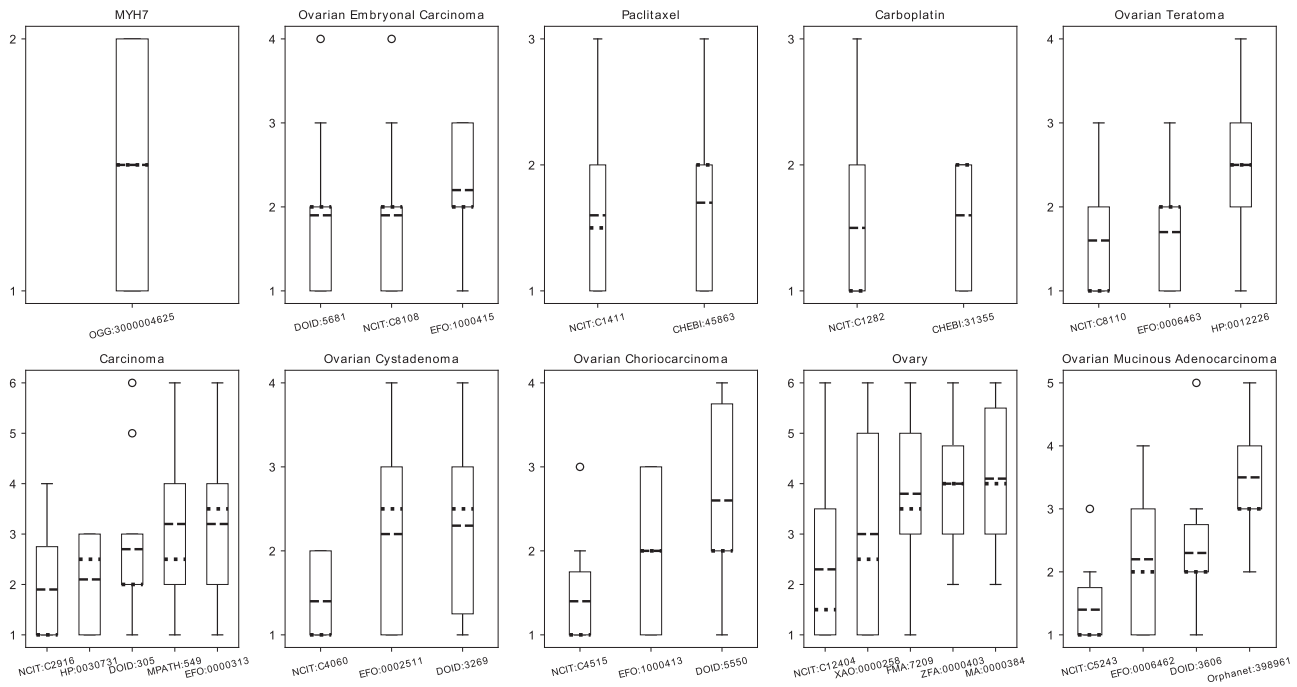 MYH7
Ovarian Embryonal Carcinoma
Paclitaxel
Carboplatin
Ovarian Teratoma
2
1
OGG:3000004625
4
3
2
1
DOID:5681
NCIT:C8108
EFO:1000415
3
2
1
NCIT:C1411
CHEBI:45863
3
2
1
NCIT:C1282
CHEBI:31355
4
3
2
1
NCIT:C8110
EFO:0006463
HP:0012226
Carcinoma
Ovarian Cystadenoma
Ovarian Choriocarcinoma
Ovary
Ovarian Mucinous Adenocarcinoma
6
5
4
3
2
1
NCIT:C2916
HP:0030731
DOID:305
MPATH:549
EFO:0000313
4
3
2
1
NCIT:C4060
EFO:0002511
DOID:3269
4
3
2
1
NCIT:C4515
EFO:1000413
DOID:5550
6
5
4
3
2
1
NCIT:C12404
XAO:0000258
FMA:7209
ZFA:0000403
MA:0000384
5
4
3
2
1
NCIT:C5243
EFO:0006462
DOID:3606
Orphanet:398961